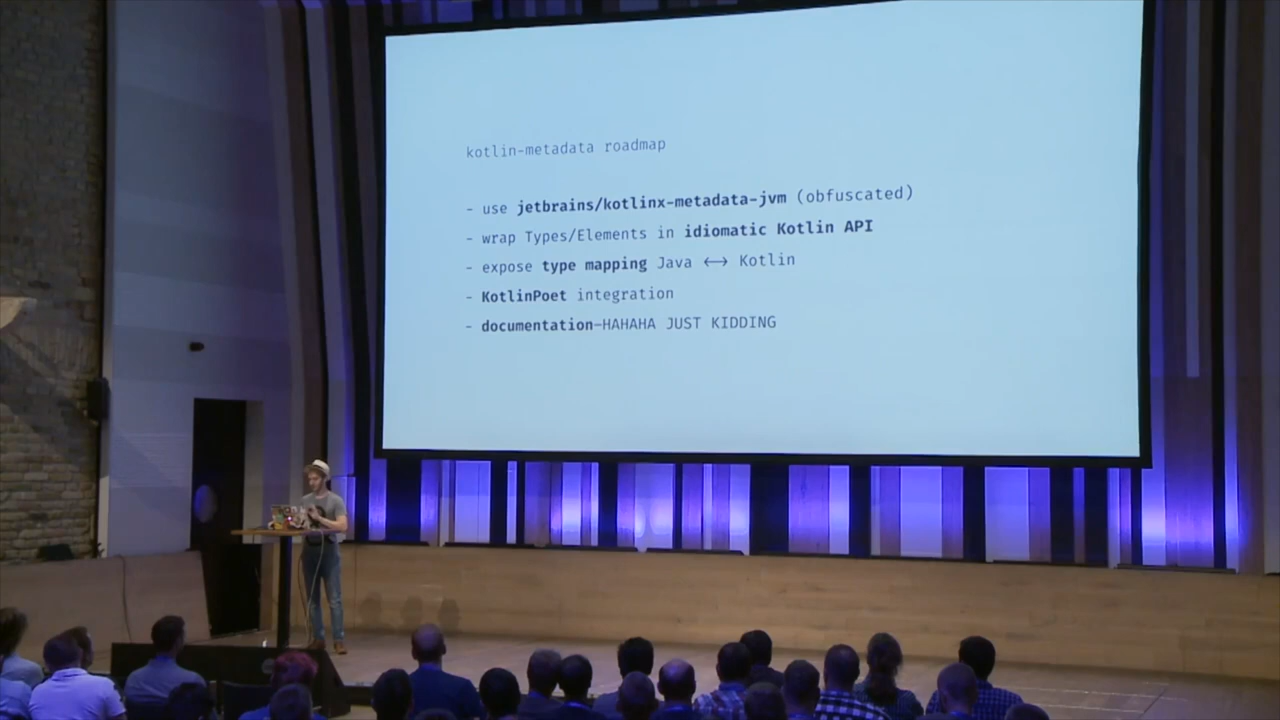 kotlin-metadata roadmap
- use jetbrains/kotlinx-metadata-jvm (obfuscated)
- wrap Types/Elements in idiomatic Kotlin API
- expose type mapping Java ⟷ Kotlin
- KotlinPoet integration
- documentation—HAHAHA JUST KIDDING